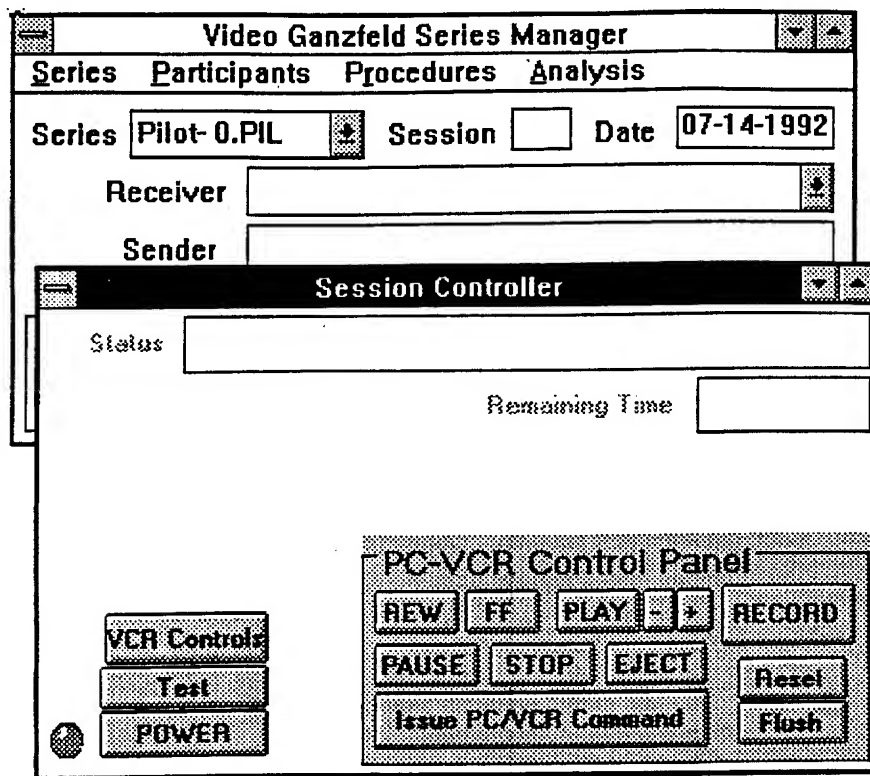 Video Ganzfeld Series Manager
Series Participants Procedures Analysis
Series Pilot- 0.PIL Session Date 07-14-1992
Receiver
Sender
Session Controller
Status
Remaining Time
PC-VCR Control Panel
REW FF PLAY - + RECORD
VCR Controls
PAUSE STOP EJECT
Test
Reset
Issue PC/VCR Command
POWER
Flush